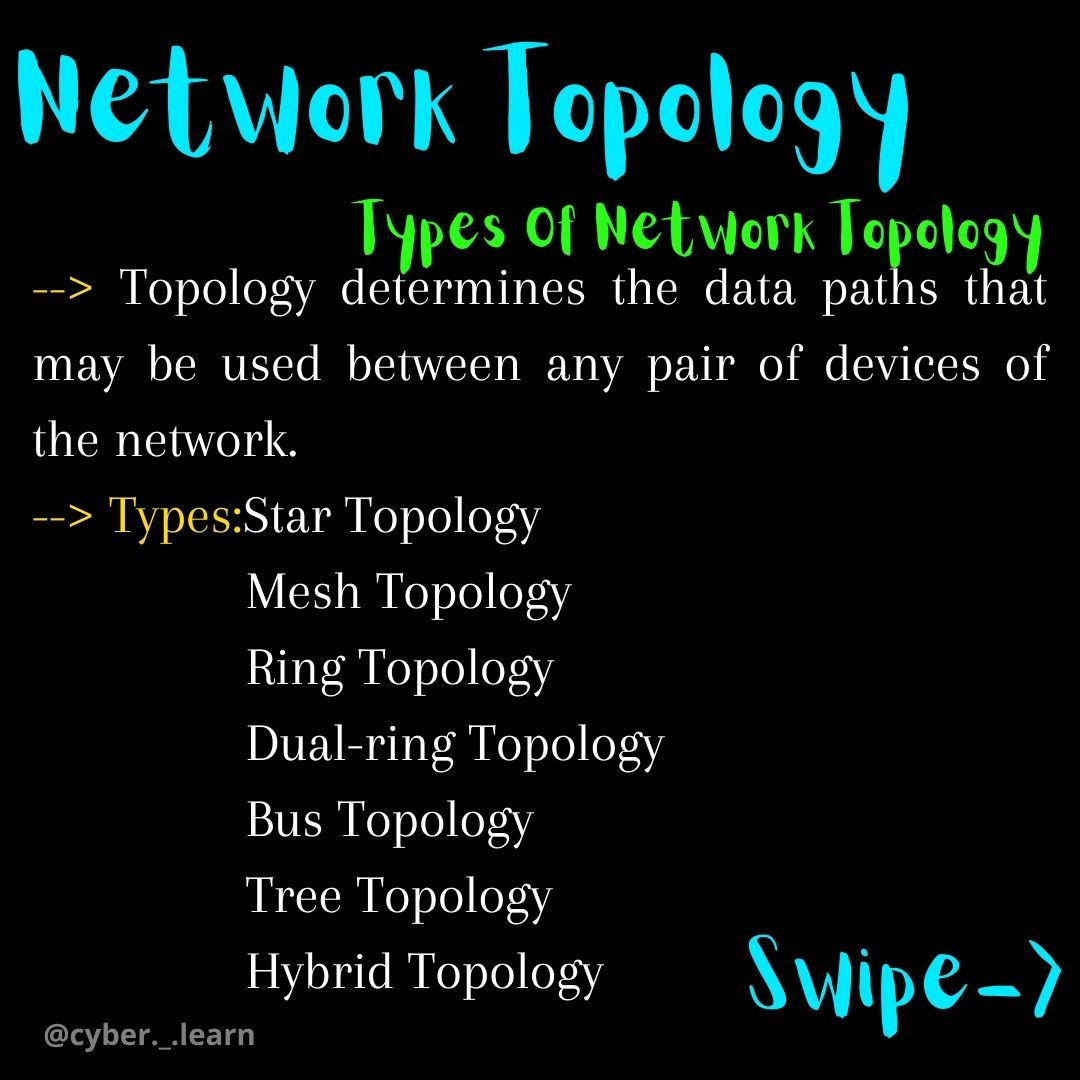 Network Topology
Types Of Network Topology
--> Topology determines the data paths that
may be used between any pair of devices of
the network.
--> Types:Star Topology
Mesh Topology
Ring Topology
Dual-ring Topology
Bus Topology
Tree Topology
Hybrid Topology
Swipe->
@cyber._.learn